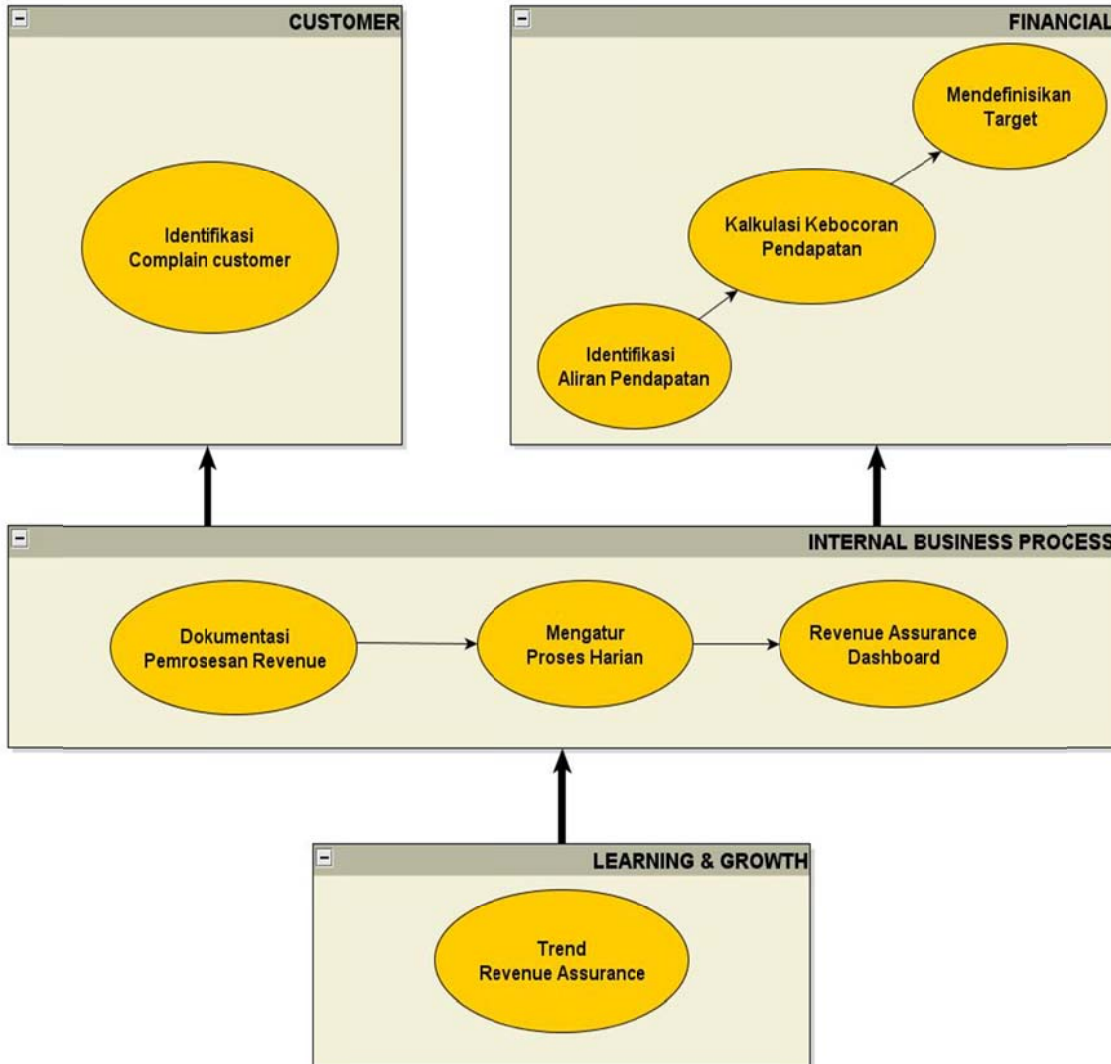 CUSTOMER
Identifikasi
Complain customer
FINANCIAL
Mendefinisikan
Target
Kalkulasi Kebocoran
Pendapatan
Identifikasi
Aliran Pendapatan
INTERNAL BUSINESS PROCESS
Dokumentasi
Pemrosesan Revenue
Mengatur
Proses Harian
Revenue Assurance
Dashboard
LEARNING & GROWTH
Trend
Revenue Assurance